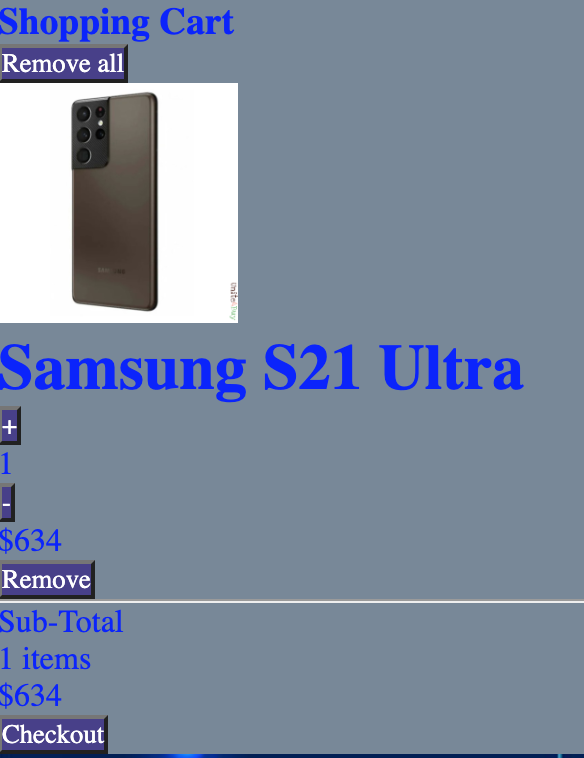 Shopping Cart
Remove all
Samsung S21 Ultra
+
1
-
$634
Remove
Sub-Total
1 items
$634
Checkout